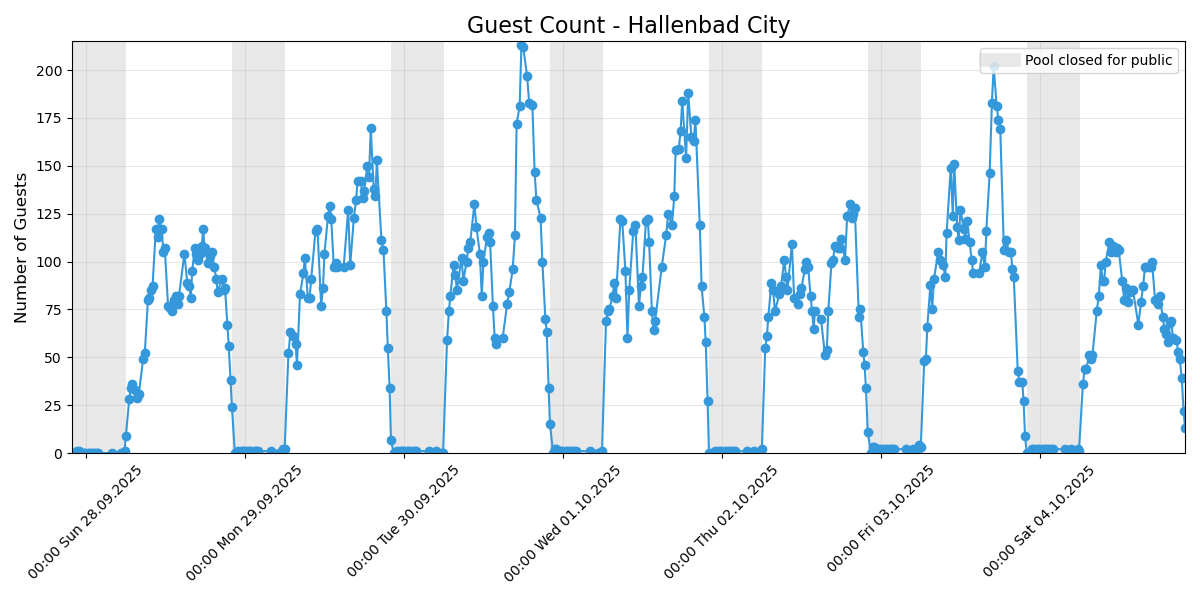 Guest Count - Hallenbad City
Pool closed for public
Number of Guests
200
175
150
125
100
75
50
25
0
00:00 Sun 28.09.2025
00:00 Mon 29.09.2025
00:00 Tue 30.09.2025
00:00 Wed 01.10.2025
00:00 Thu 02.10.2025
00:00 Fri 03.10.2025
00:00 Sat 04.10.2025